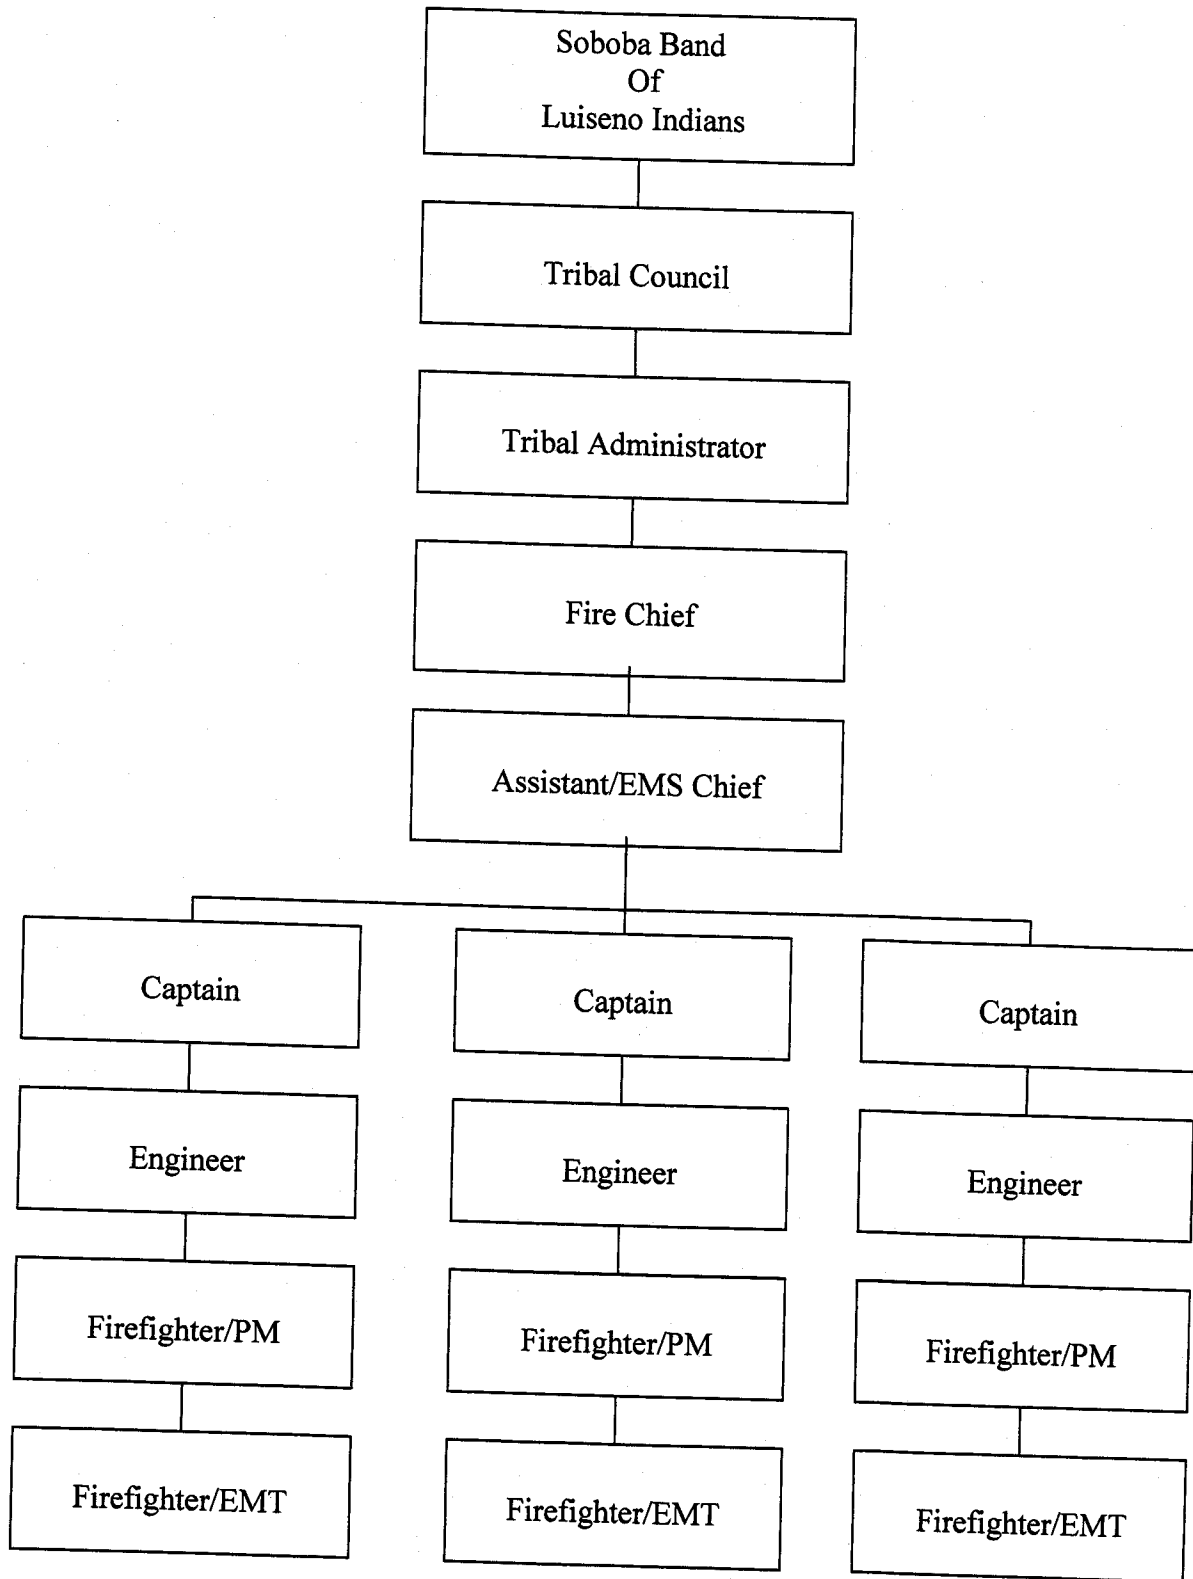 Soboba Band
Of
Luiseno Indians
Tribal Council
Tribal Administrator
Fire Chief
Assistant/EMS Chief
Captain
Captain
Captain
Engineer
Engineer
Engineer
Firefighter/PM
Firefighter/PM
Firefighter/PM
Firefighter/EMT
Firefighter/EMT
Firefighter/EMT